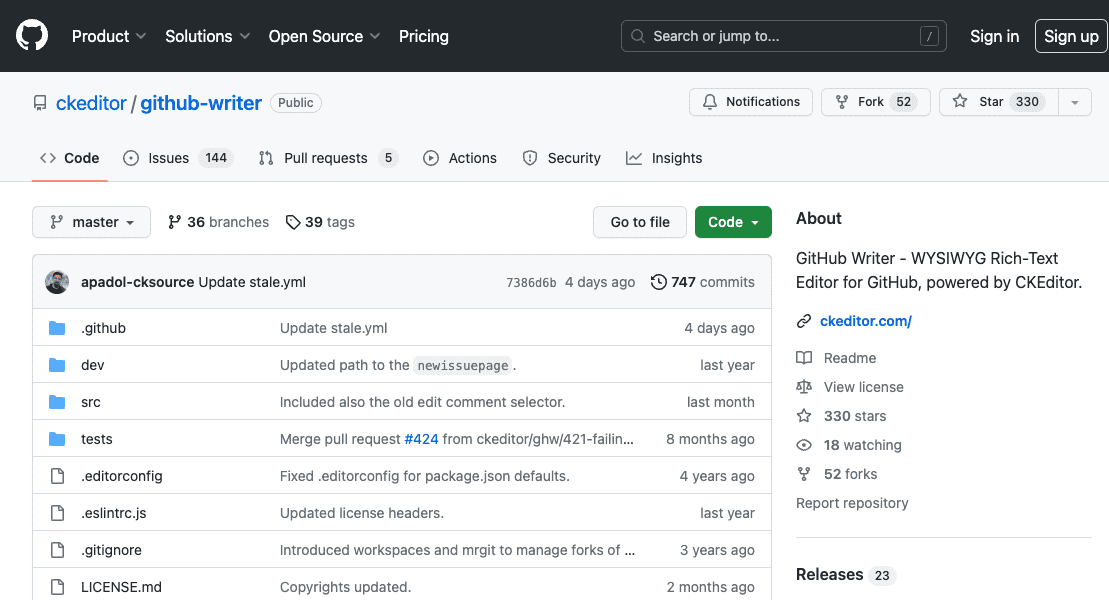 Product Solutions Open Source Pricing Search or jump to... / Sign in Sign up
ckeditor / github-writer Public Notifications Fork 52 Star 330
Code Issues 144 Pull requests 5 Actions Security Insights
master 36 branches 39 tags Go to file Code
apadol-cksource Update stale.yml 7386d6b 4 days ago 747 commits
.github Update stale.yml 4 days ago
dev Updated path to the newissuepage. last year
src Included also the old edit comment selector. last month
tests Merge pull request #424 from ckeditor/ghw/421-failin... 8 months ago
.editorconfig Fixed .editorconfig for package.json defaults. 4 years ago
.eslintrc.js Updated license headers. last year
.gitignore Introduced workspaces and mrgit to manage forks of ... 3 years ago
LICENSE.md Copyrights updated. 2 months ago
About
GitHub Writer - WYSIWYG Rich-Text
Editor for GitHub, powered by CKEditor.
ckeditor.com/
Readme
View license
330 stars
18 watching
52 forks
Report repository
Releases 23